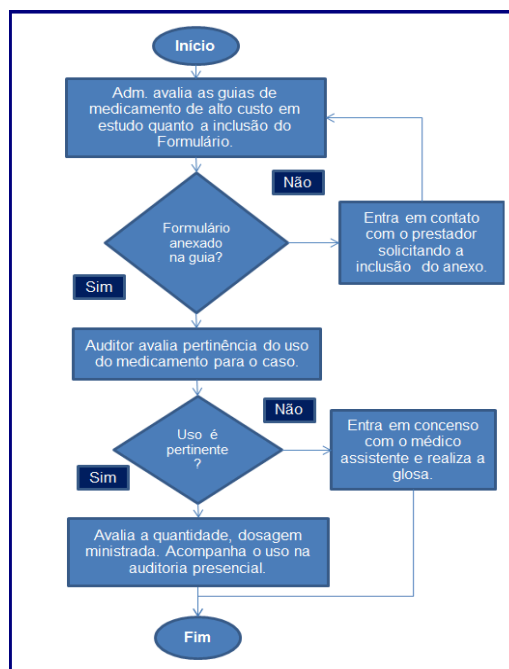 Início
Adm. avalia as guias de
medicamento de alto custo em
estudo quanto a inclusão do
Formulário.
Não
Formulário
anexado
na guia?
Entra em contato
com o prestador
solicitando a
inclusão do anexo.
Sim
Auditor avalia pertinência do uso
do medicamento para o caso.
Não
Uso é
pertinente
?
Entra em concenso
com o médico
assistente e realiza a
glosa.
Sim
Avalia a quantidade, dosagem
ministrada. Acompanha o uso na
auditoria presencial.
Fim